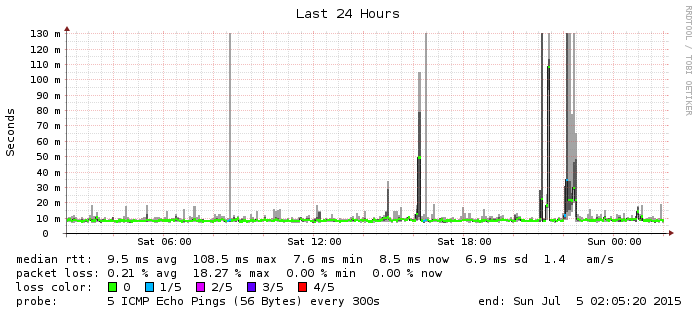 Last 24 Hours
RRDTOOL / TOBI OETIKER
Seconds
130 m
120 m
110 m
100 m
90 m
80 m
70 m
60 m
50 m
40 m
30 m
20 m
10 m
0
Sat 06:00 Sat 12:00 Sat 18:00 Sun 00:00
median rtt: 9.5 ms avg 108.5 ms max 7.6 ms min 8.5 ms now 6.9 ms sd 1.4 am/s
packet loss: 0.21 % avg 18.27 % max 0.00 % min 0.00 % now
loss color: 0 1/5 2/5 3/5 4/5
probe: 5 ICMP Echo Pings (56 Bytes) every 300s end: Sun Jul 5 02:05:20 2015